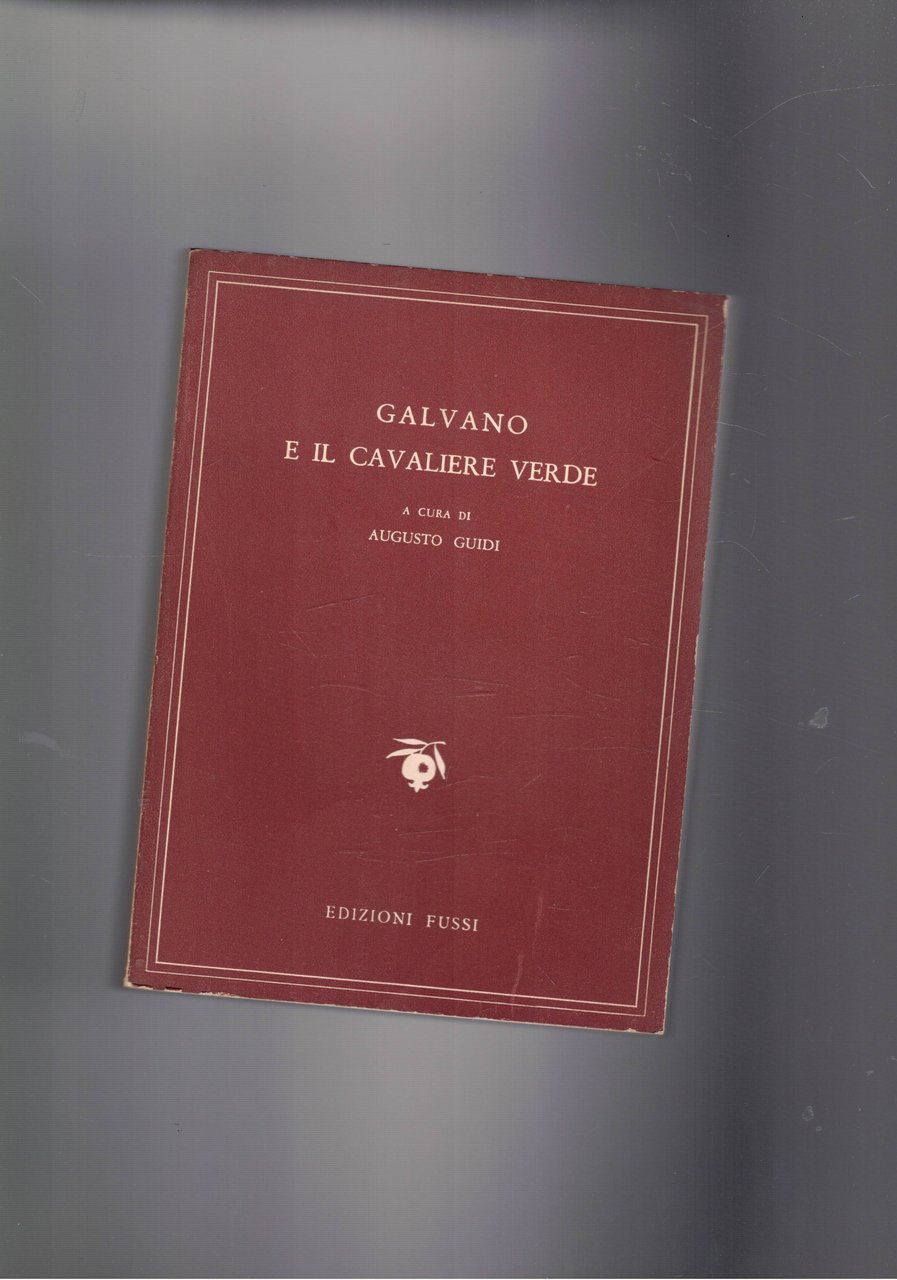 GALVANO
E IL CAVALIERE VERDE
A CURA DI
AUGUSTO GUIDI
EDIZIONI FUSSI